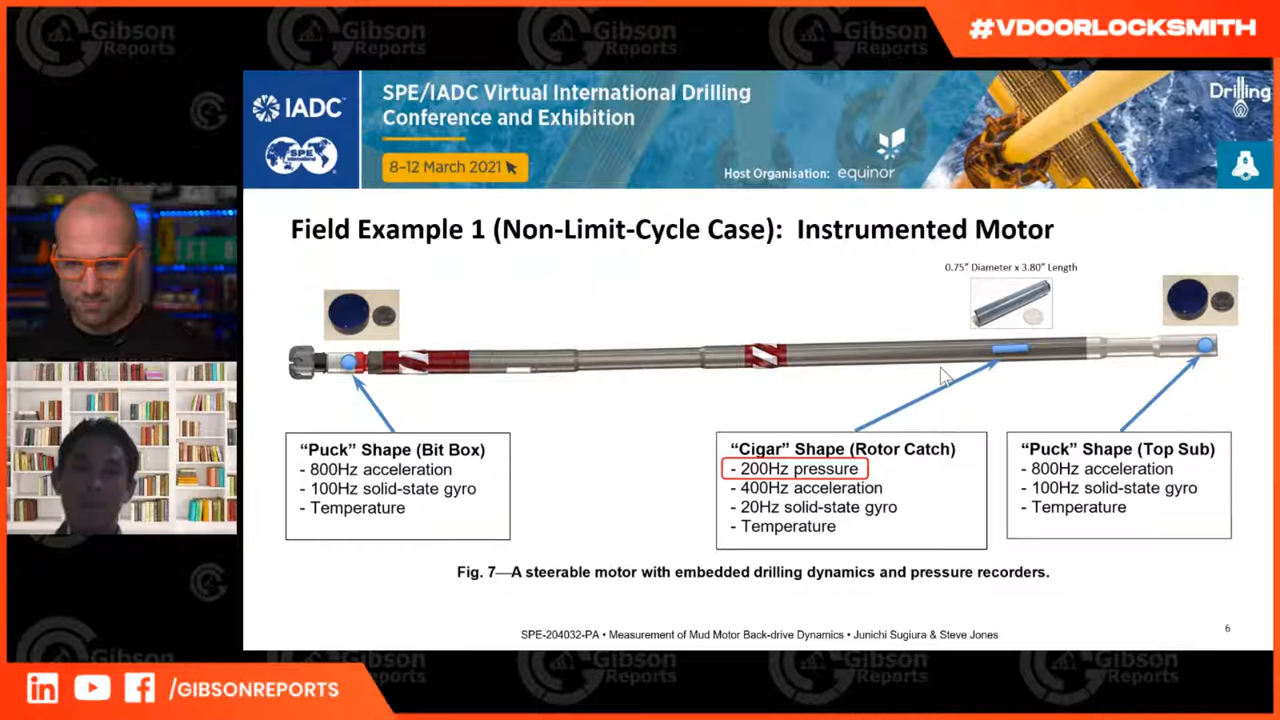 #VDOORLOCKSMITH
Gibson
Reports
IADC
SPE
International
SPE/IADC Virtual International Drilling
Conference and Exhibition
8–12 March 2021
Host Organisation: equinor
Drilling
Field Example 1 (Non-Limit-Cycle Case): Instrumented Motor
0.75" Diameter x 3.80" Length
“Puck” Shape (Bit Box)
- 800Hz acceleration
- 100Hz solid-state gyro
- Temperature
“Cigar” Shape (Rotor Catch)
- 200Hz pressure
- 400Hz acceleration
- 20Hz solid-state gyro
- Temperature
“Puck” Shape (Top Sub)
- 800Hz acceleration
- 100Hz solid-state gyro
- Temperature
Fig. 7—A steerable motor with embedded drilling dynamics and pressure recorders.
SPE-204032-PA • Measurement of Mud Motor Back-drive Dynamics • Junichi Sugiura & Steve Jones
6
in
/GIBSONREPORTS